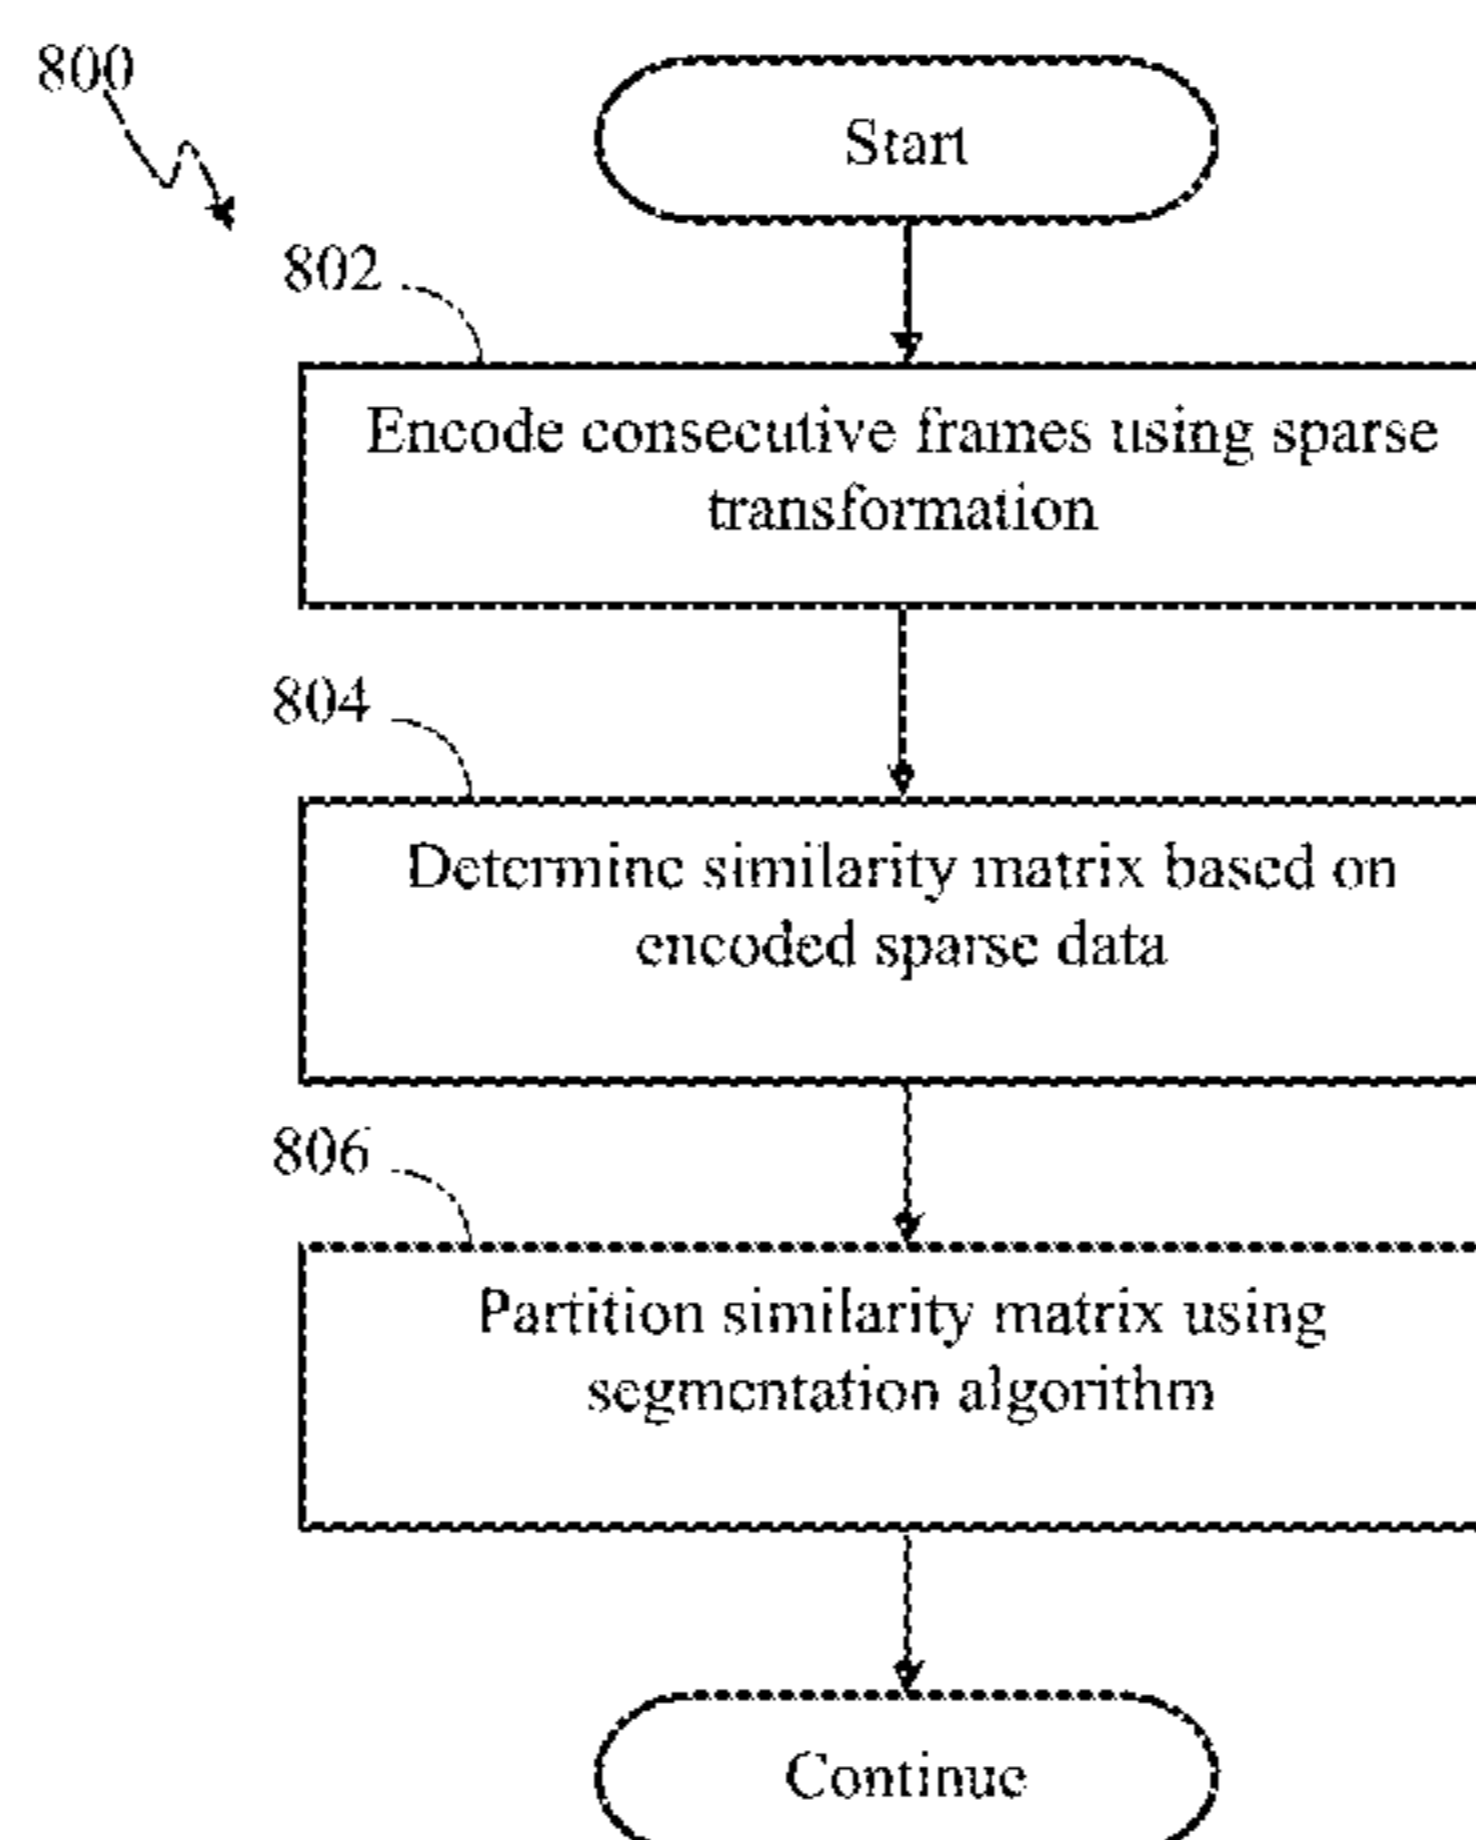 800
Start
802
Encode consecutive frames using sparse
transformation
804
Determine similarity matrix based on
encoded sparse data
806
Partition similarity matrix using
segmentation algorithm
Continue